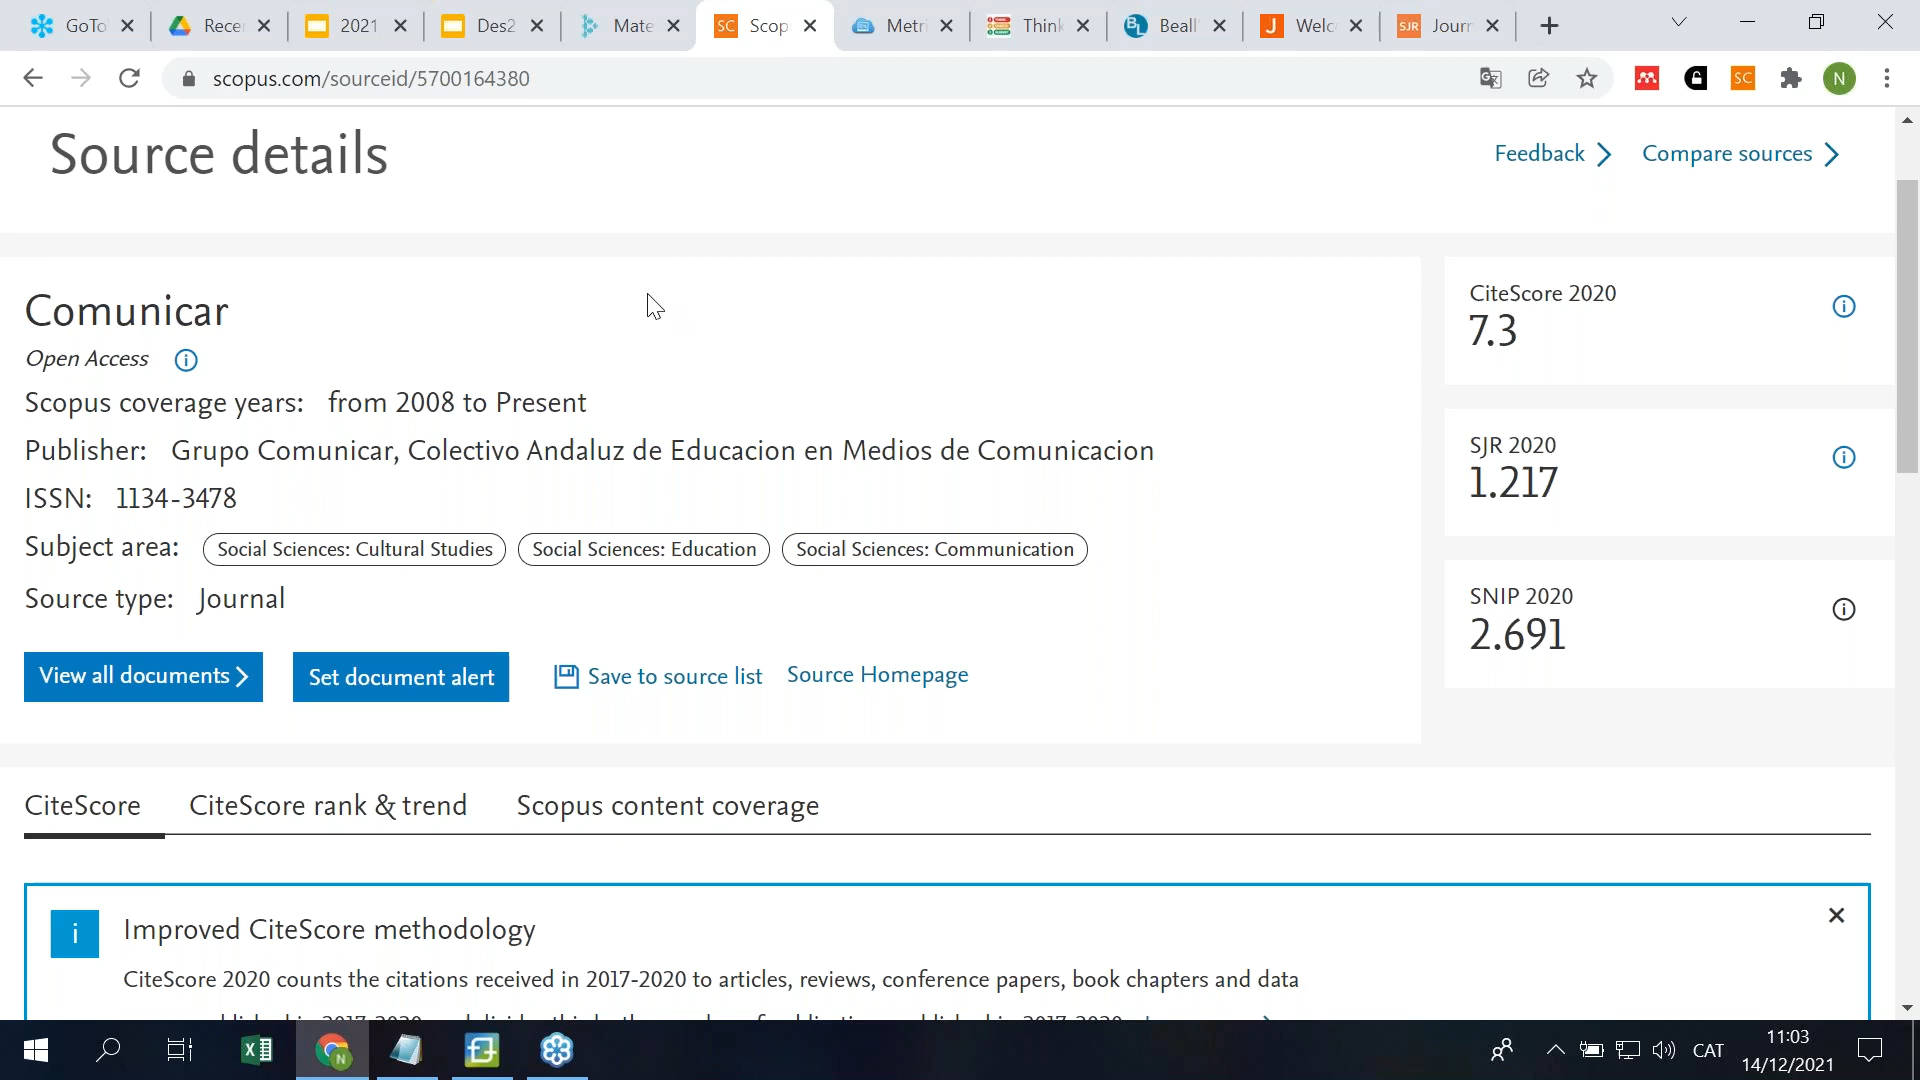 GoTo
Rece
2021
Des2
Mate
SC Scop
Metri
Think
BL Beall
J Welc
SJR Jourr
scopus.com/sourceid/5700164380
SC
N
Source details
Feedback
Compare sources
Comunicar
Open Access
Scopus coverage years: from 2008 to Present
Publisher: Grupo Comunicar, Colectivo Andaluz de Educacion en Medios de Comunicacion
ISSN: 1134-3478
Subject area: Social Sciences: Cultural Studies Social Sciences: Education Social Sciences: Communication
Source type: Journal
View all documents
Set document alert
Save to source list
Source Homepage
CiteScore 2020
7.3
SJR 2020
1.217
SNIP 2020
2.691
CiteScore
CiteScore rank & trend
Scopus content coverage
Improved CiteScore methodology
CiteScore 2020 counts the citations received in 2017-2020 to articles, reviews, conference papers, book chapters and data
CAT
11:03
14/12/2021